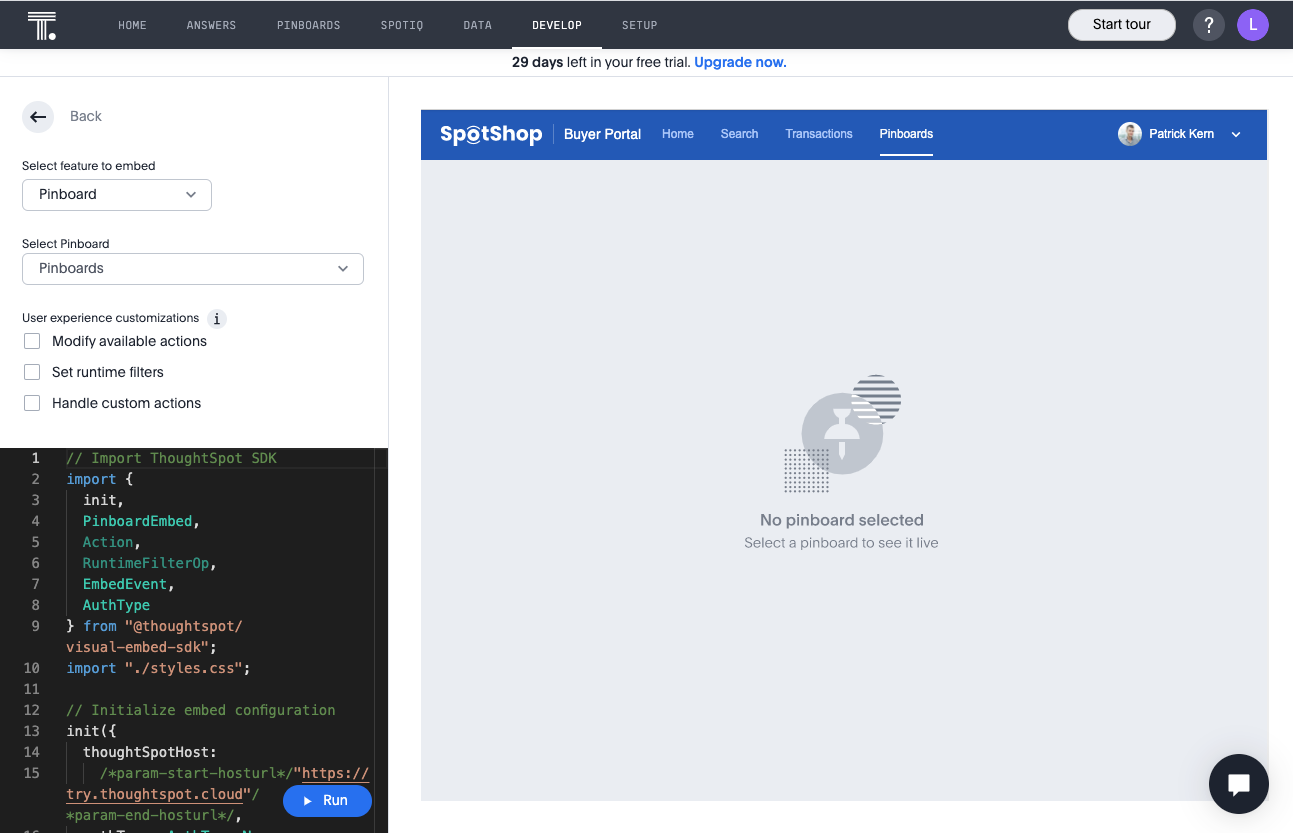 T.
HOME
ANSWERS
PINBOARDS
SPOTIQ
DATA
DEVELOP
SETUP
Start tour
?
L
29 days left in your free trial. Upgrade now.
Back
Select feature to embed
Pinboard
Select Pinboard
Pinboards
User experience customizations i
Modify available actions
Set runtime filters
Handle custom actions
1 // Import ThoughtSpot SDK
2 import {
3 init,
4 PinboardEmbed,
5 Action,
6 RuntimeFilterOp,
7 EmbedEvent,
8 AuthType
9 } from "@thoughtspot/
visual-embed-sdk";
10 import "./styles.css";
11
12 // Initialize embed configuration
13 init({
14 thoughtSpotHost:
15 /*param-start-hosturl*/"https://
try.thoughtspot.cloud"/
*param-end-hosturl*/,
Run
SpotShop
Buyer Portal
Home
Search
Transactions
Pinboards
Patrick Kern
No pinboard selected
Select a pinboard to see it live